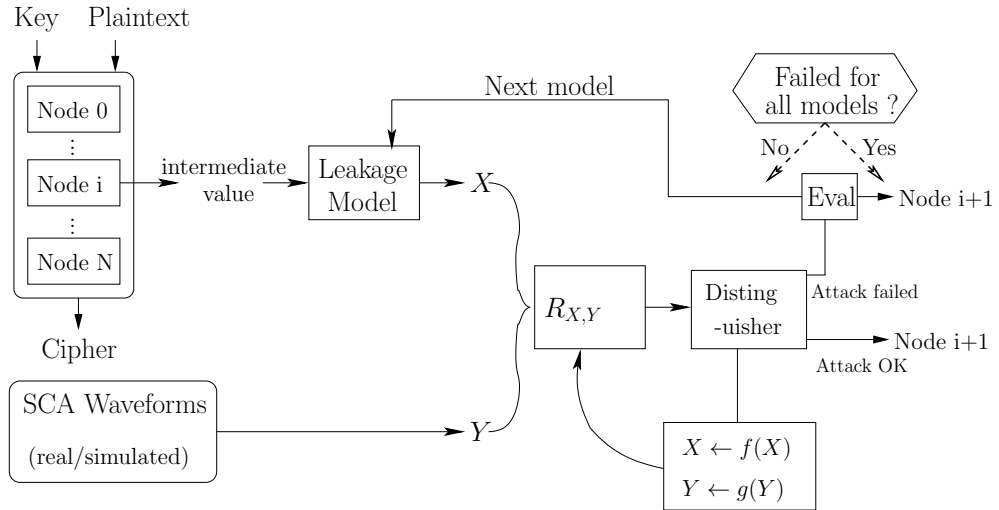 Key Plaintext
Node 0
⋮
Node i
⋮
Node N
Cipher
intermediate
value
Leakage
Model
X
Next model
Failed for
all models ?
No Yes
Eval
Node i+1
R_{X,Y}
Disting
-uisher
Attack failed
Node i+1
Attack OK
SCA Waveforms
(real/simulated)
Y
X ← f(X)
Y ← g(Y)